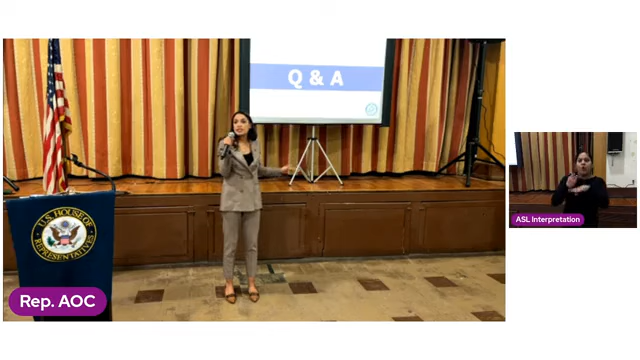 Q & A
U.S. HOUSE OF
REPRESENTATIVES
Rep. AOC
ASL Interpretation